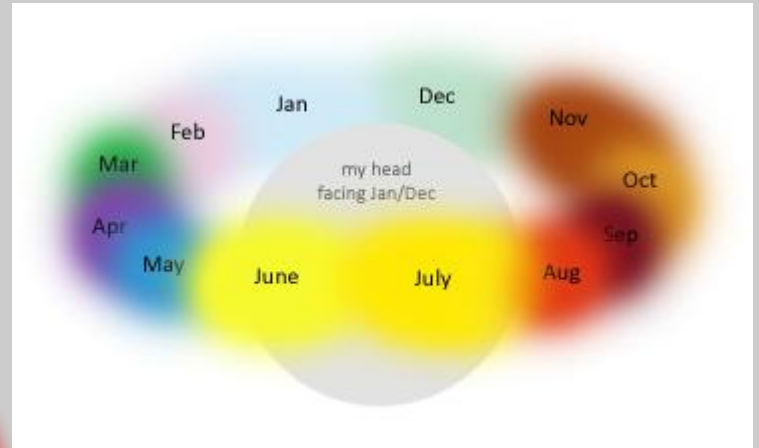 Jan
Dec
Nov
Feb
Mar
my head
facing Jan/Dec
Oct
Apr
Sep
May
June
July
Aug